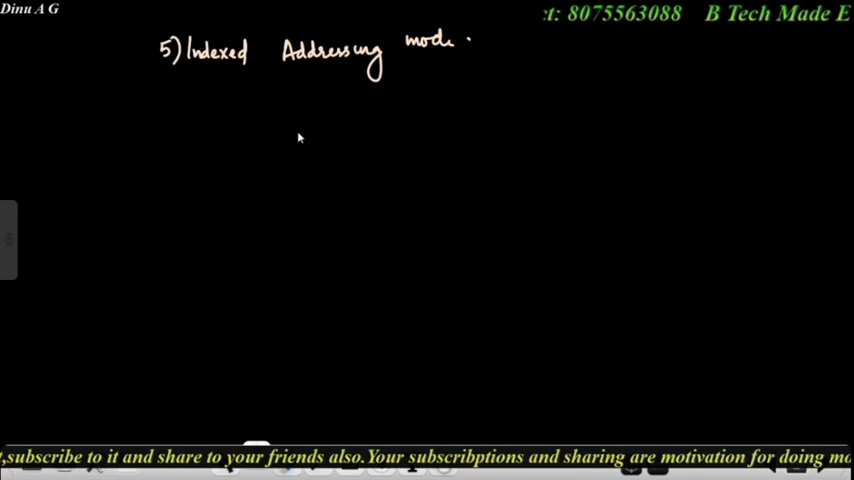 Dinu A G
:t: 8075563088 B Tech Made E
5) Indexed Addressing mode.
,subscribe to it and share to your friends also.Your subscribptions and sharing are motivation for doing mo